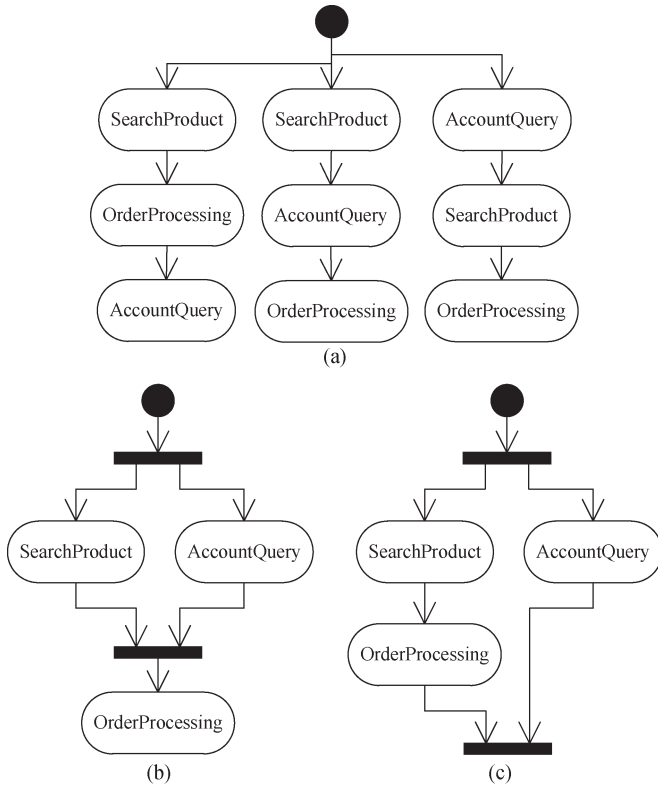 SearchProduct SearchProduct AccountQuery
OrderProcessing AccountQuery SearchProduct
AccountQuery OrderProcessing OrderProcessing
(a)
SearchProduct AccountQuery
OrderProcessing
(b)
SearchProduct AccountQuery
OrderProcessing
(c)